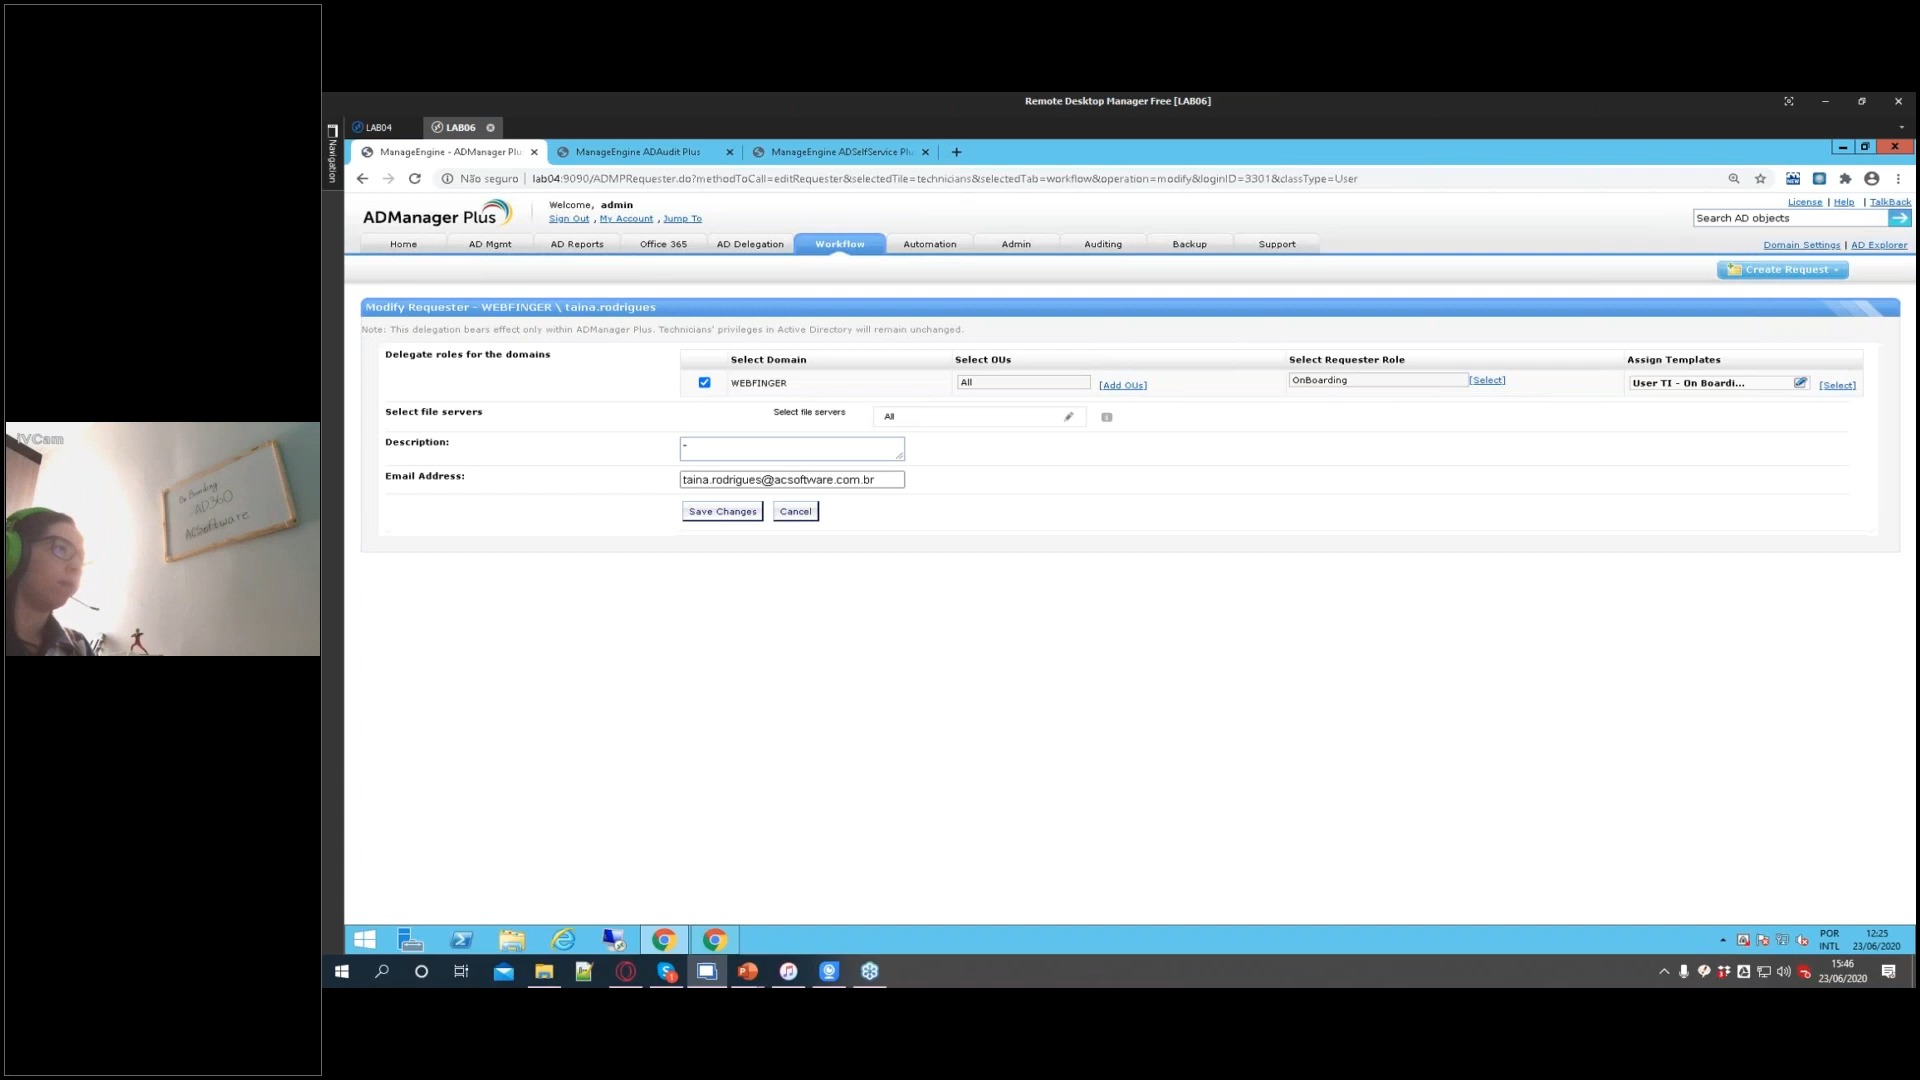 Remote Desktop Manager Free [LAB06]
Navigation
LAB04
LAB06
ManageEngine - ADManager Plu
ManageEngine ADAudit Plus
ManageEngine ADSelfService Plu
Não seguro
lab04:9090/ADMPRequester.do?methodToCall=editRequester&selectedTile=technicians&selectedTab=workflow&operation=modify&loginID=3301&classType=User
ADManager Plus
Welcome, admin
Sign Out , My Account , Jump To
License | Help | TalkBack
Search AD objects
Home
AD Mgmt
AD Reports
Office 365
AD Delegation
Workflow
Automation
Admin
Auditing
Backup
Support
Domain Settings | AD Explorer
Create Request
Modify Requester - WEBFINGER \ taina.rodrigues
Note: This delegation bears effect only within ADManager Plus. Technicians' privileges in Active Directory will remain unchanged.
Delegate roles for the domains
Select Domain
Select OUs
Select Requester Role
Assign Templates
WEBFINGER
All
[Add OUs]
OnBoarding
[Select]
User TI - On Boardi...
[Select]
Select file servers
Select file servers
All
Description:
-
Email Address:
taina.rodrigues@acsoftware.com.br
Save Changes
Cancel
iVCam
On Boarding
-AD360
ACSoftware
POR
INTL
12:25
23/06/2020
15:46
23/06/2020